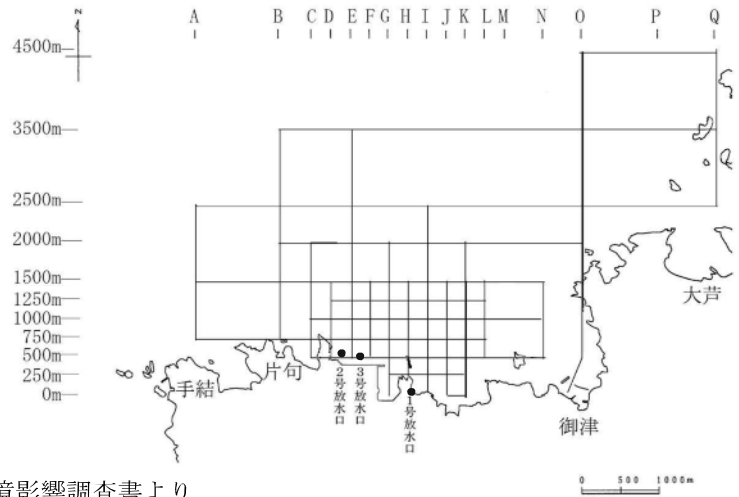 A B C D E F G H I J K L M N O P Q
N
4500m
3500m
2500m
2000m
1500m
1250m
1000m
750m
500m
250m
0m
大芦
片句
手結
2号放水口
3号放水口
1号放水口
御津
0 500 1000m
境影響調査書より